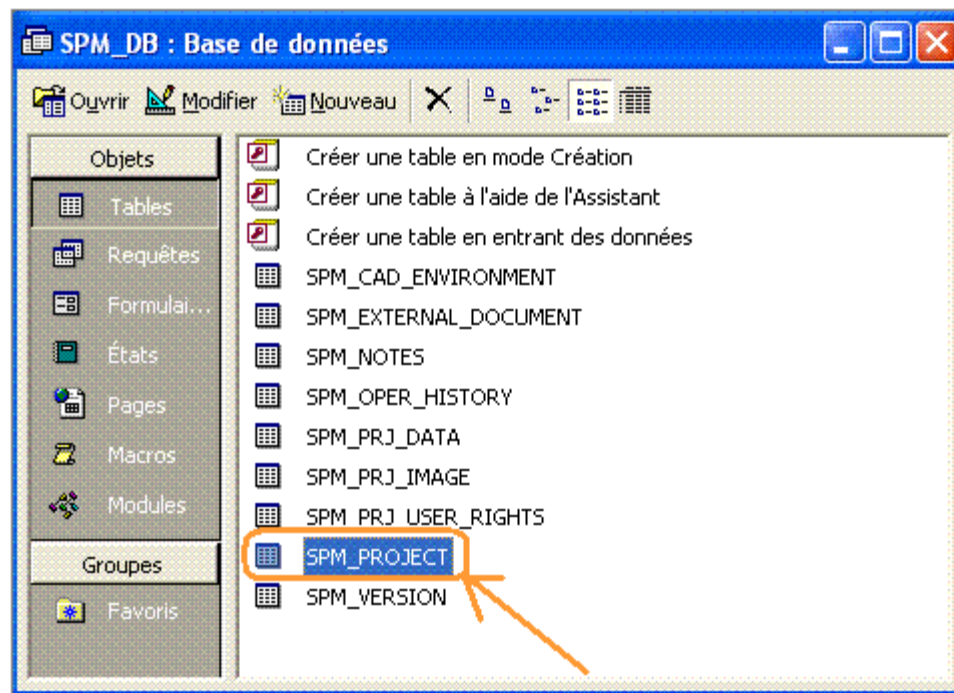 SPM_DB : Base de données
Ouvrir Modifier Nouveau
Objets
Tables
Requêtes
Formulai...
États
Pages
Macros
Modules
Groupes
Favoris
Créer une table en mode Création
Créer une table à l'aide de l'Assistant
Créer une table en entrant des données
SPM_CAD_ENVIRONMENT
SPM_EXTERNAL_DOCUMENT
SPM_NOTES
SPM_OPER_HISTORY
SPM_PRJ_DATA
SPM_PRJ_IMAGE
SPM_PRJ_USER_RIGHTS
SPM_PROJECT
SPM_VERSION